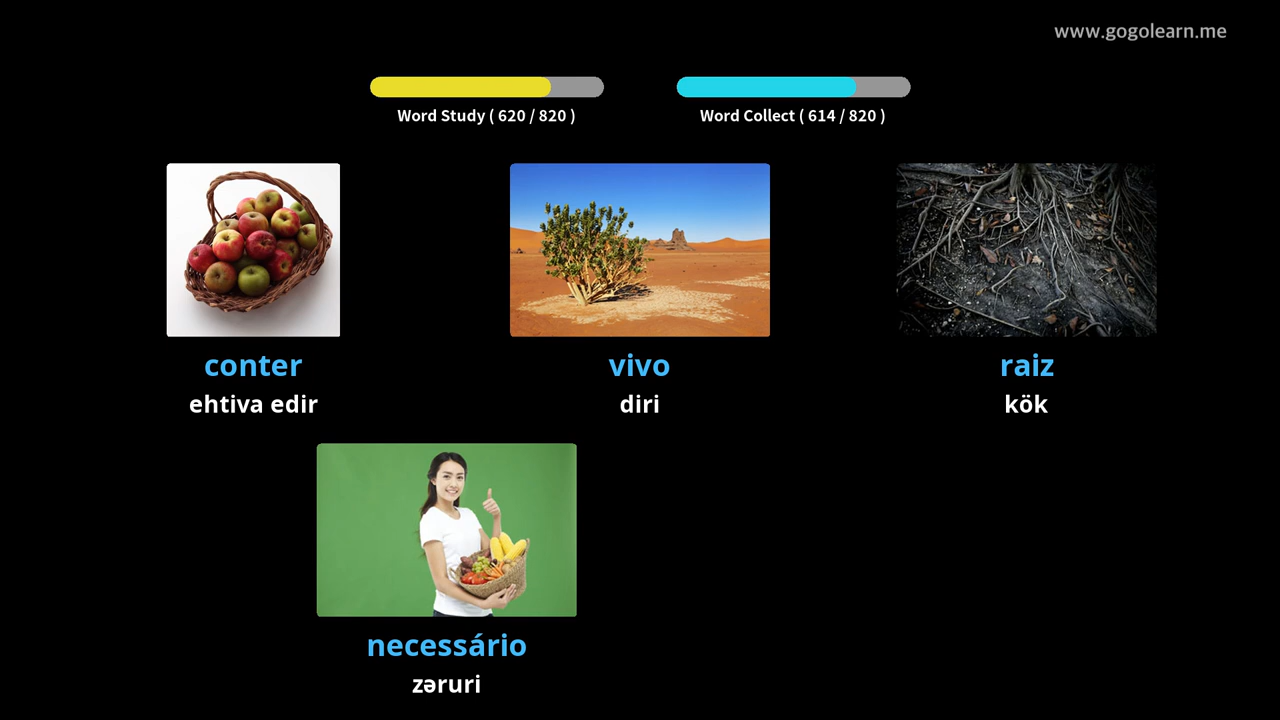 www.gogolearn.me
Word Study ( 620 / 820 )
Word Collect ( 614 / 820 )
conter
ehtiva edir
vivo
diri
raiz
kök
necessário
zəruri